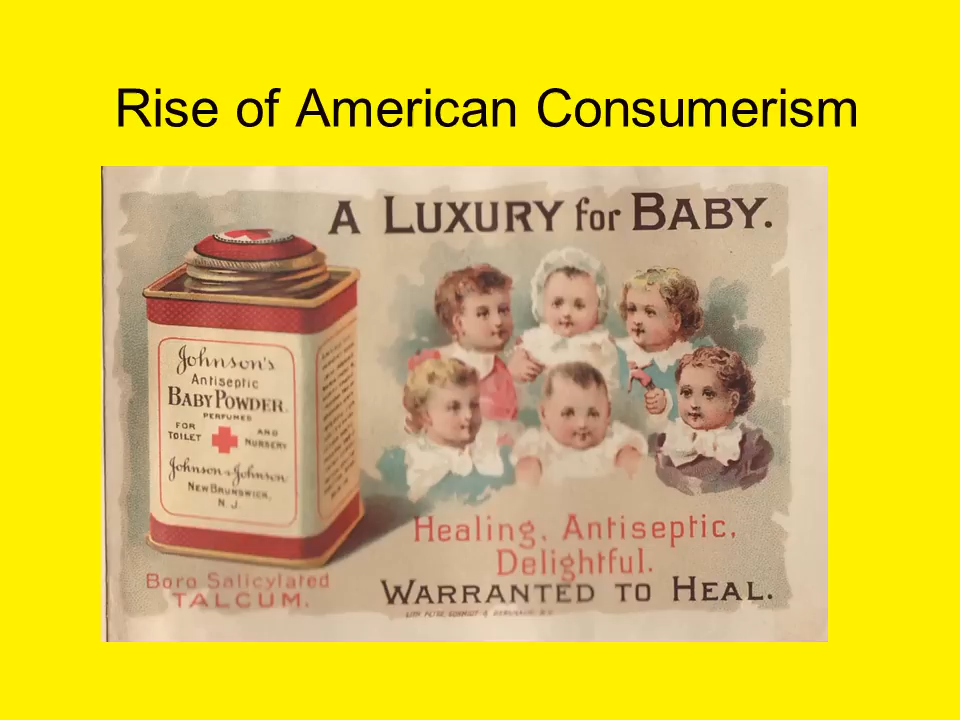 Rise of American Consumerism
A LUXURY for BABY.
Johnson's
Antiseptic
BABY POWDER.
PERFUMED
FOR TOILET AND NURSERY
Johnson & Johnson
NEW BRUNSWICK,
N. J.
Healing, Antiseptic,
Delightful.
Boro Salicylated
TALCUM.
WARRANTED TO HEAL.